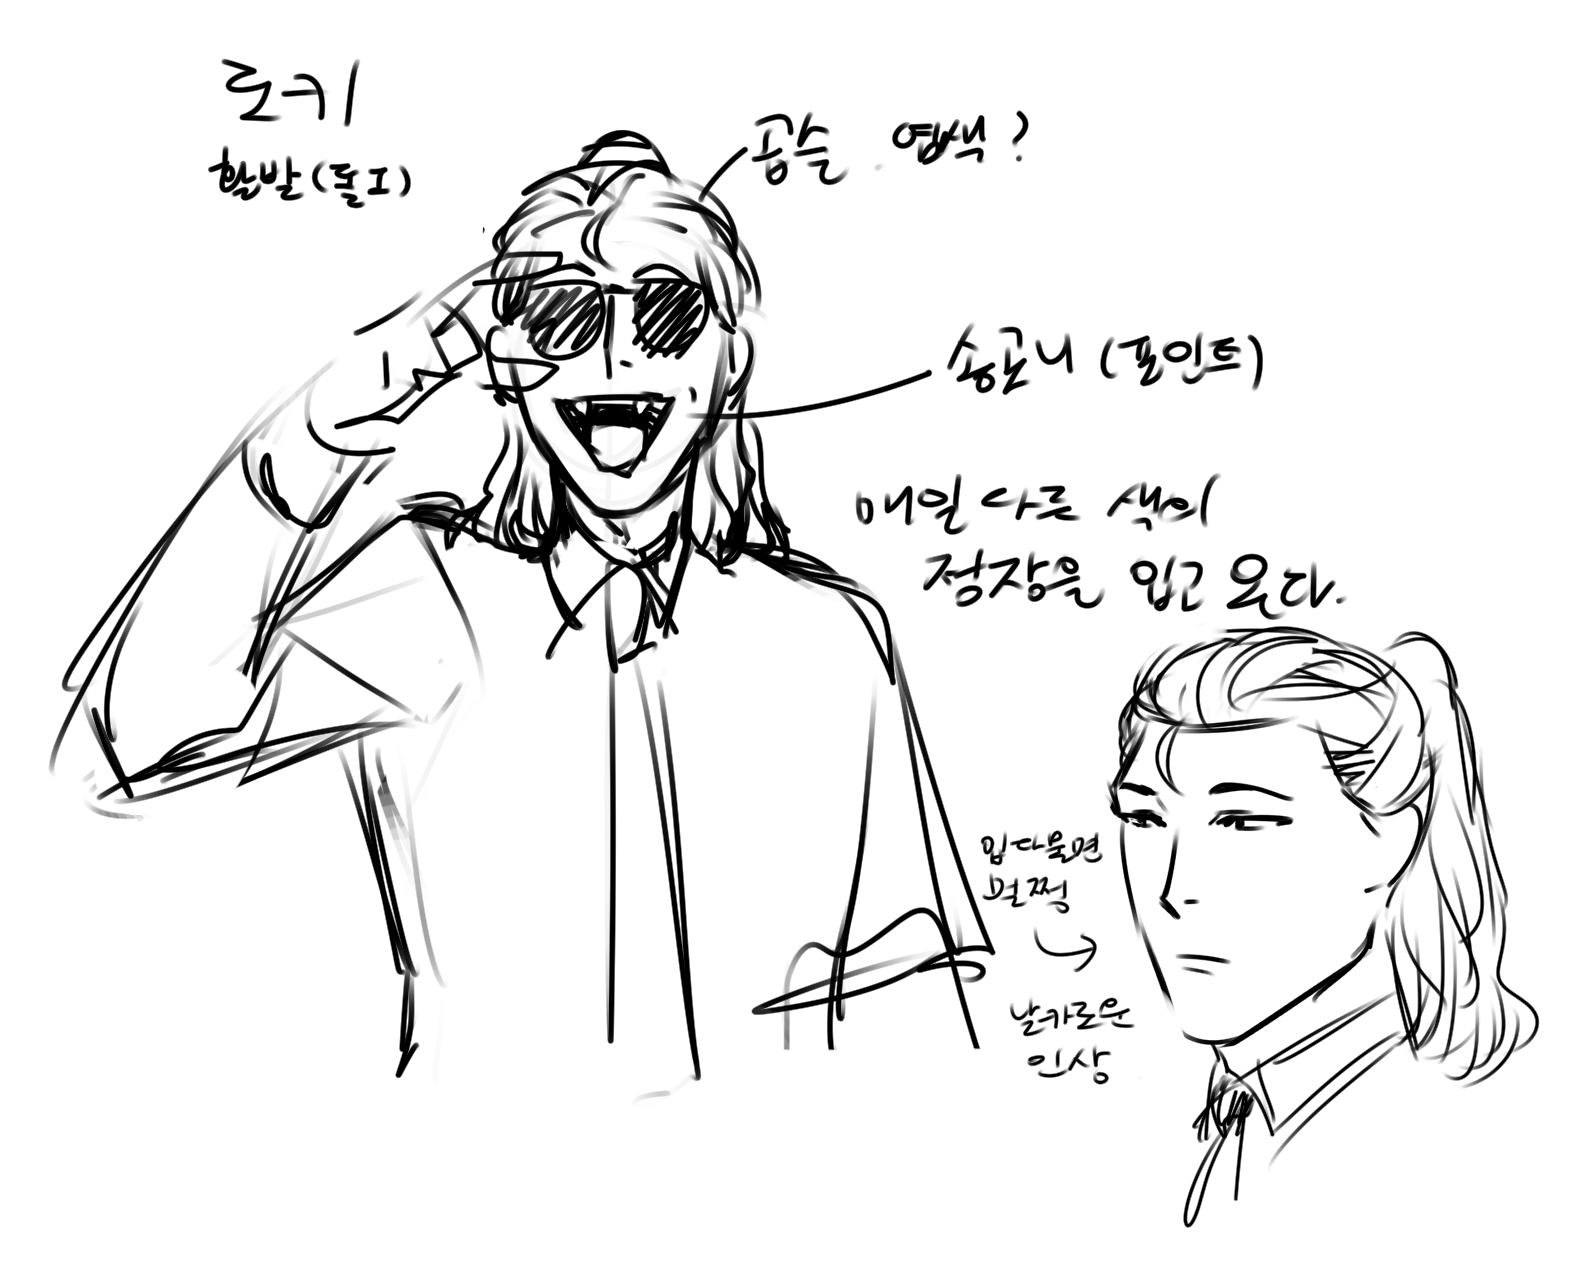 로키
활발(돌I)
곱슬. 염색?
송곳니 (포인트)
매일 다른 색의
정장을 입고 온다.
입다물면
멀쩡
날카로운
인상